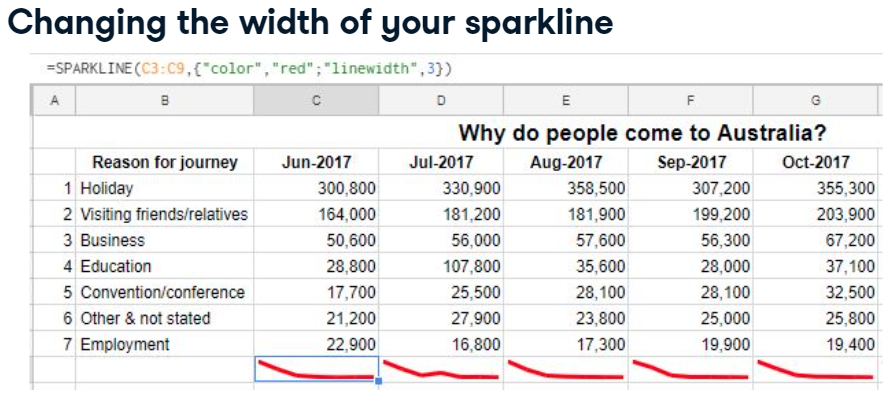 Changing the width of your sparkline
=SPARKLINE(C3:C9,{"color","red";"linewidth",3})
A B C D E F G
Why do people come to Australia?
Reason for journey Jun-2017 Jul-2017 Aug-2017 Sep-2017 Oct-2017
1 Holiday 300,800 330,900 358,500 307,200 355,300
2 Visiting friends/relatives 164,000 181,200 181,900 199,200 203,900
3 Business 50,600 56,000 57,600 56,300 67,200
4 Education 28,800 107,800 35,600 28,000 37,100
5 Convention/conference 17,700 25,500 28,100 28,100 32,500
6 Other & not stated 21,200 27,900 23,800 25,000 25,800
7 Employment 22,900 16,800 17,300 19,900 19,400